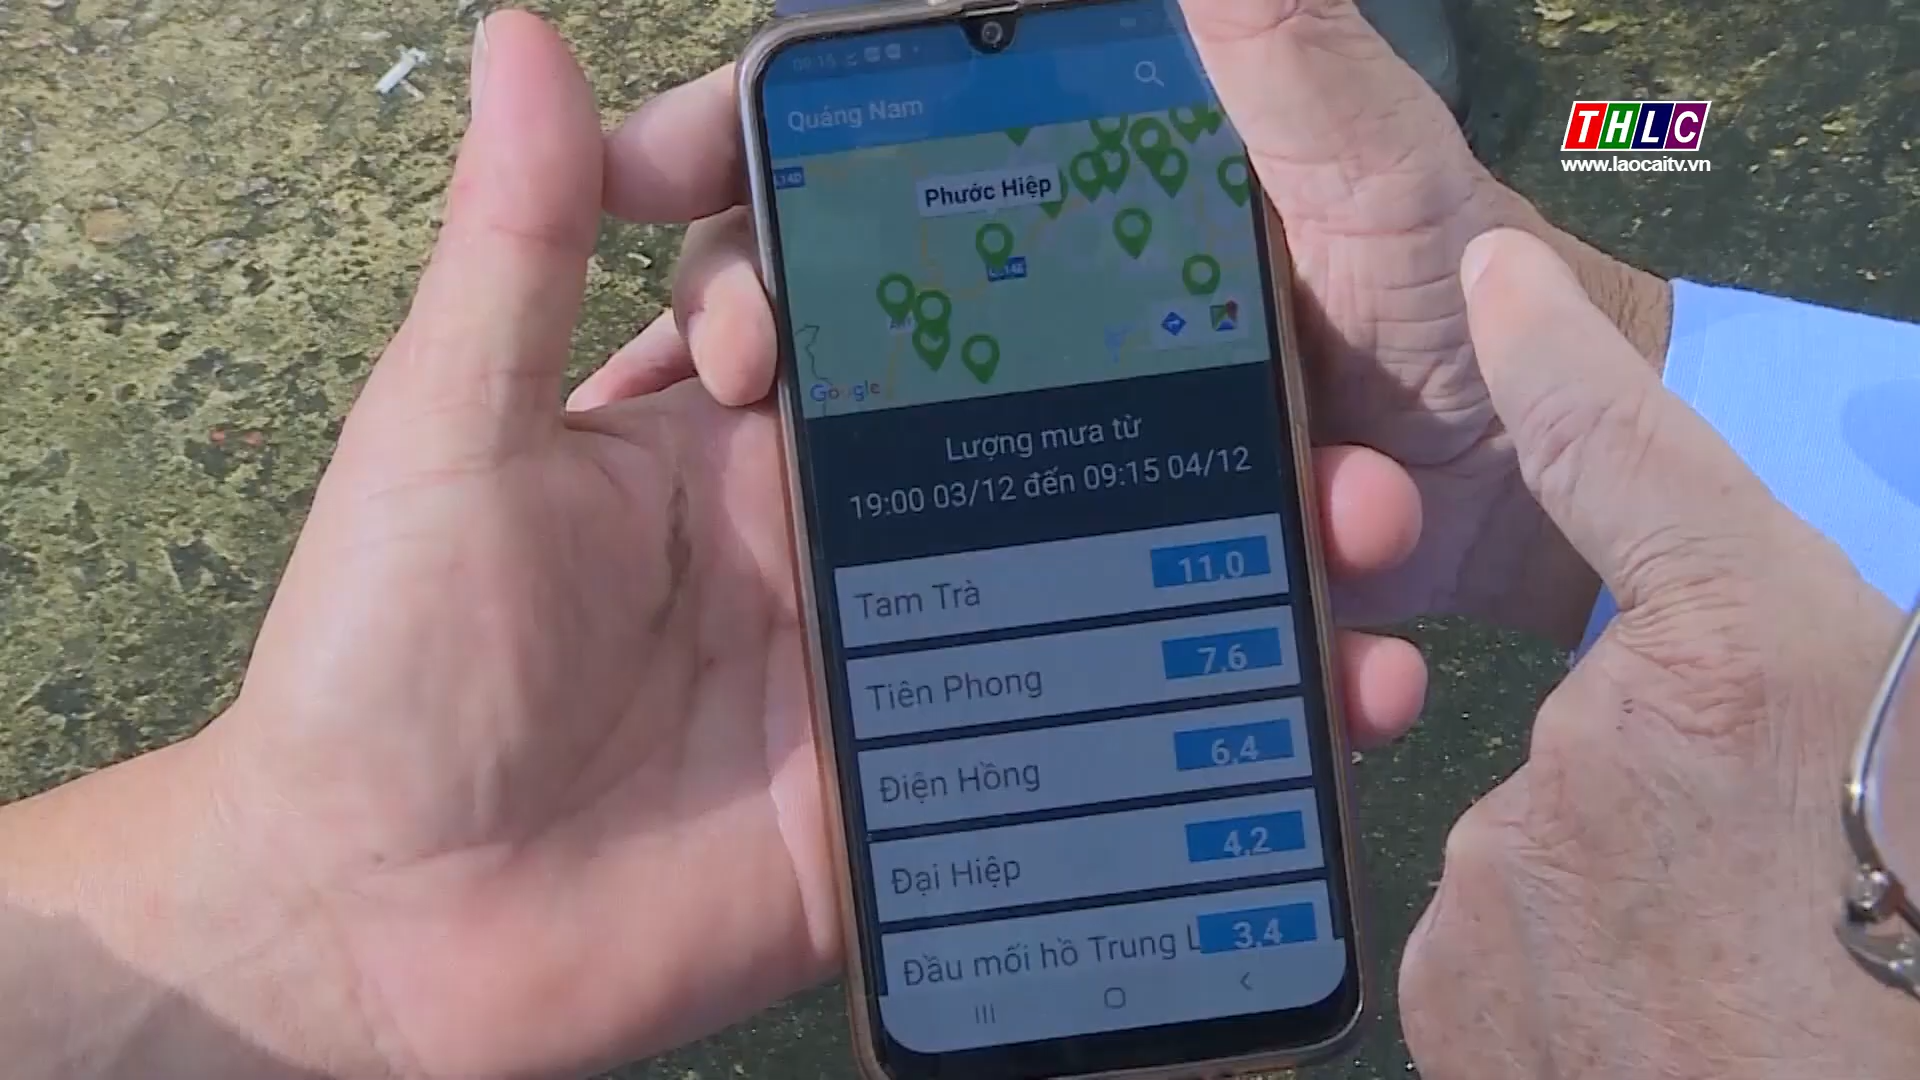 09:15
THLC
www.laocaitv.vn
Quảng Nam
Phước Hiệp
Google
Lượng mưa từ
19:00 03/12 đến 09:15 04/12
Tam Trà 11.0
Tiên Phong 7.6
Điện Hồng 6.4
Đại Hiệp 4.2
Đầu mối hồ Trung L 3.4